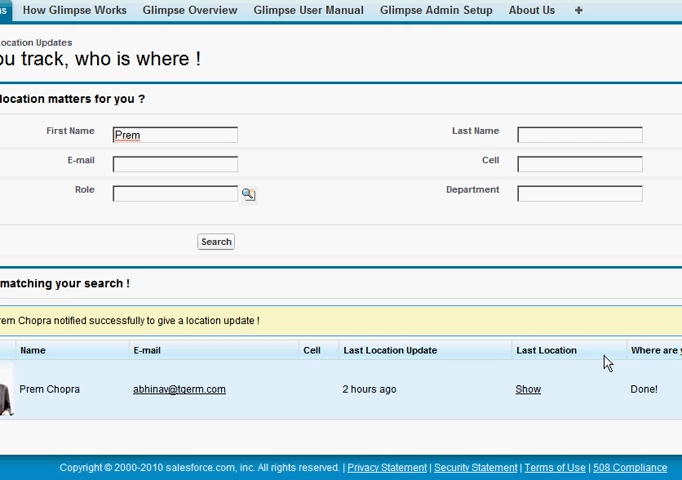 ns How Glimpse Works Glimpse Overview Glimpse User Manual Glimpse Admin Setup About Us +
Location Updates
ou track, who is where !
location matters for you ?
First Name Prem Last Name
E-mail Cell
Role Department
Search
matching your search !
rem Chopra notified successfully to give a location update !
Name E-mail Cell Last Location Update Last Location Where are y
Prem Chopra abhinav@tgerm.com 2 hours ago Show Done!
Copyright © 2000-2010 salesforce.com, inc. All rights reserved. | Privacy Statement | Security Statement | Terms of Use | 508 Compliance